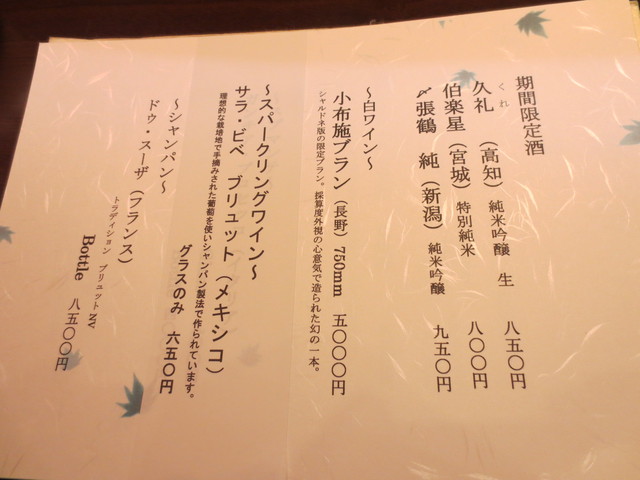 期間限定酒
くれ
久礼 (高知) 純米吟醸 生 八五〇円
伯楽星 (宮城) 特別純米 八〇〇円
〆張鶴 純 (新潟) 純米吟醸 九五〇円
～白ワイン～
小布施ブラン (長野) 750mm 五〇〇〇円
シャルドネ版の限定ブラン。採算度外視の心意気で造られた幻の一本。
～スパークリングワイン～
サラ・ビベ ブリュット (メキシコ)
理想的な栽培地で手摘みされた葡萄を使いシャンパン製法で作られています。
グラスのみ 六五〇円
～シャンパン～
ドゥ・スーザ (フランス)
トラディション ブリュット NV
Bottle 八五〇〇円